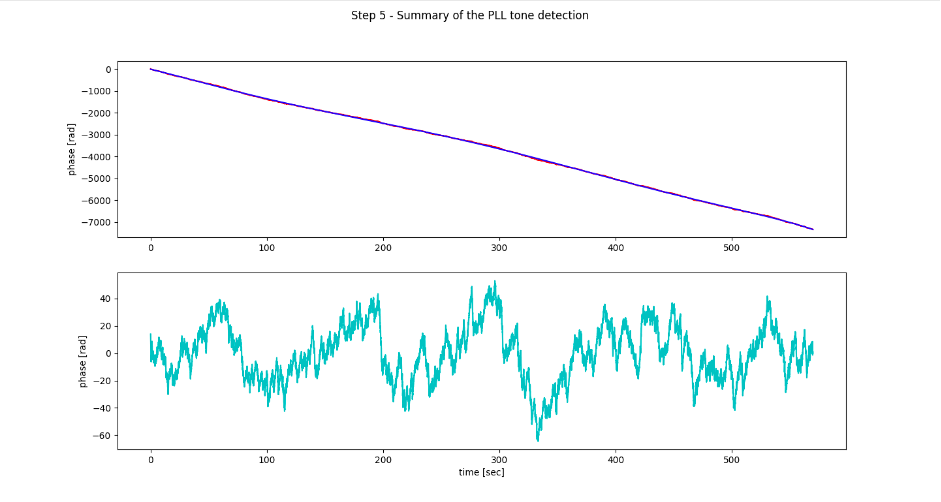 Step 5 - Summary of the PLL tone detection
0
−1000
−2000
−3000
−4000
−5000
−6000
−7000
phase [rad]
0 100 200 300 400 500
40
20
0
−20
−40
−60
phase [rad]
0 100 200 300 400 500
time [sec]